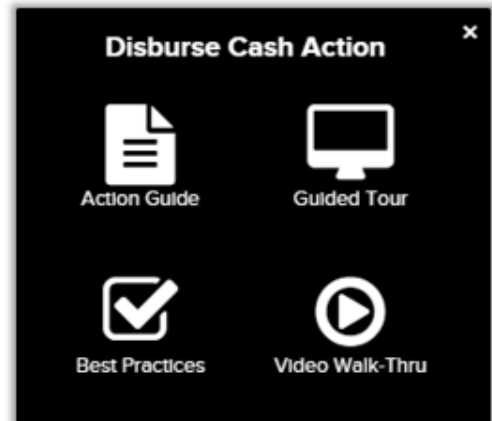 Disburse Cash Action
×
Action Guide
Guided Tour
Best Practices
Video Walk-Thru